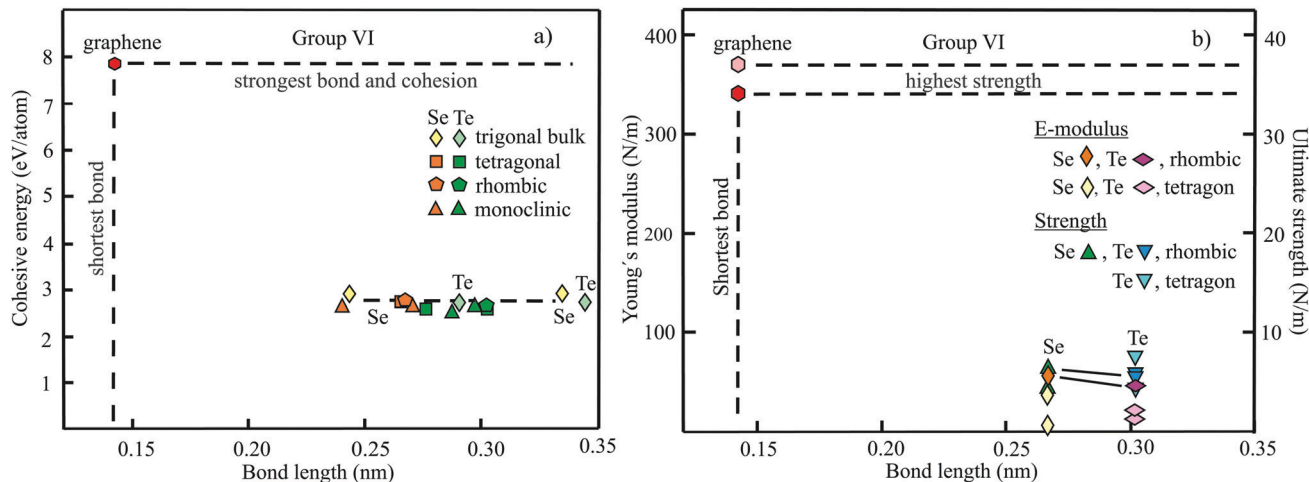 a)
Group VI
graphene
strongest bond and cohesion
shortest bond
Se Te
trigonal bulk
tetragonal
rhombic
monoclinic
Te
Te
Se
Se
8
7
6
5
4
3
2
1
Cohesive energy (eV/atom)
0.15
0.20
0.25
0.30
0.35
Bond length (nm)
b)
Group VI
graphene
highest strength
Shortest bond
E-modulus
Se , Te , rhombic
Se , Te , tetragon
Strength
Se , Te , rhombic
Te , tetragon
Se
Te
400
300
200
100
Young´s modulus (N/m)
40
30
20
10
Ultimate strength (N/m)
0.15
0.20
0.25
0.30
0.35
Bond length (nm)